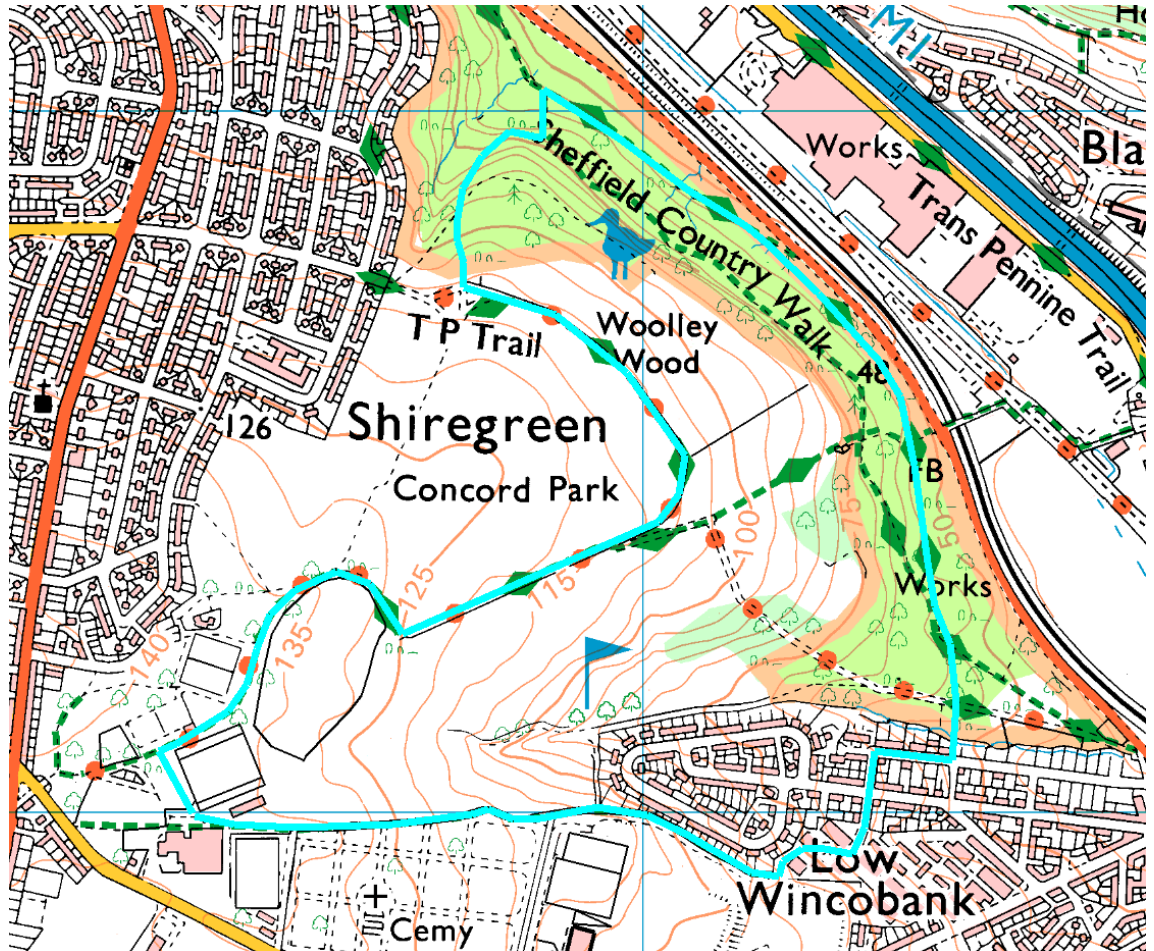 M1
Ho
Works
Bla
Sheffield Country Walk
Trans Pennine Trail
T P Trail
Woolley
Wood
48
126
Shiregreen
Concord Park
FB
75
100
50
125
115
Works
135
140
Low
Wincobank
Cemy